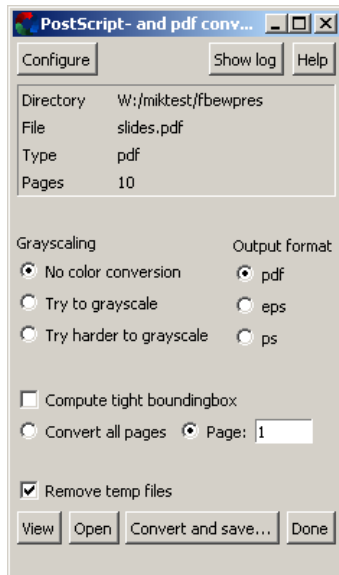 PostScript- and pdf conv...
Configure Show log Help
Directory W:/miktest/fbewpres
File slides.pdf
Type pdf
Pages 10
Grayscaling Output format
No color conversion pdf
Try to grayscale eps
Try harder to grayscale ps
Compute tight boundingbox
Convert all pages Page: 1
Remove temp files
View Open Convert and save... Done